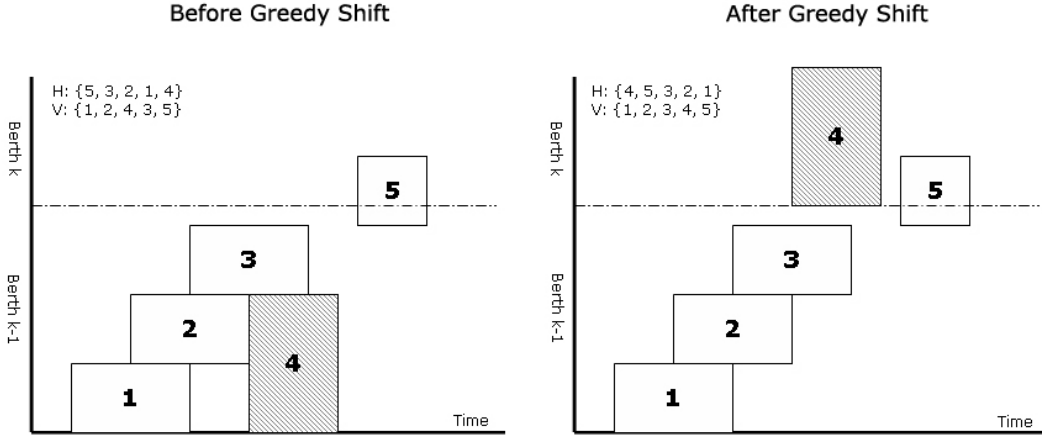 Before Greedy Shift
H: {5, 3, 2, 1, 4}
V: {1, 2, 4, 3, 5}
Berth k
5
3
Berth k-1
2
4
1
Time
After Greedy Shift
H: {4, 5, 3, 2, 1}
V: {1, 2, 3, 4, 5}
Berth k
4
5
3
Berth k-1
2
1
Time